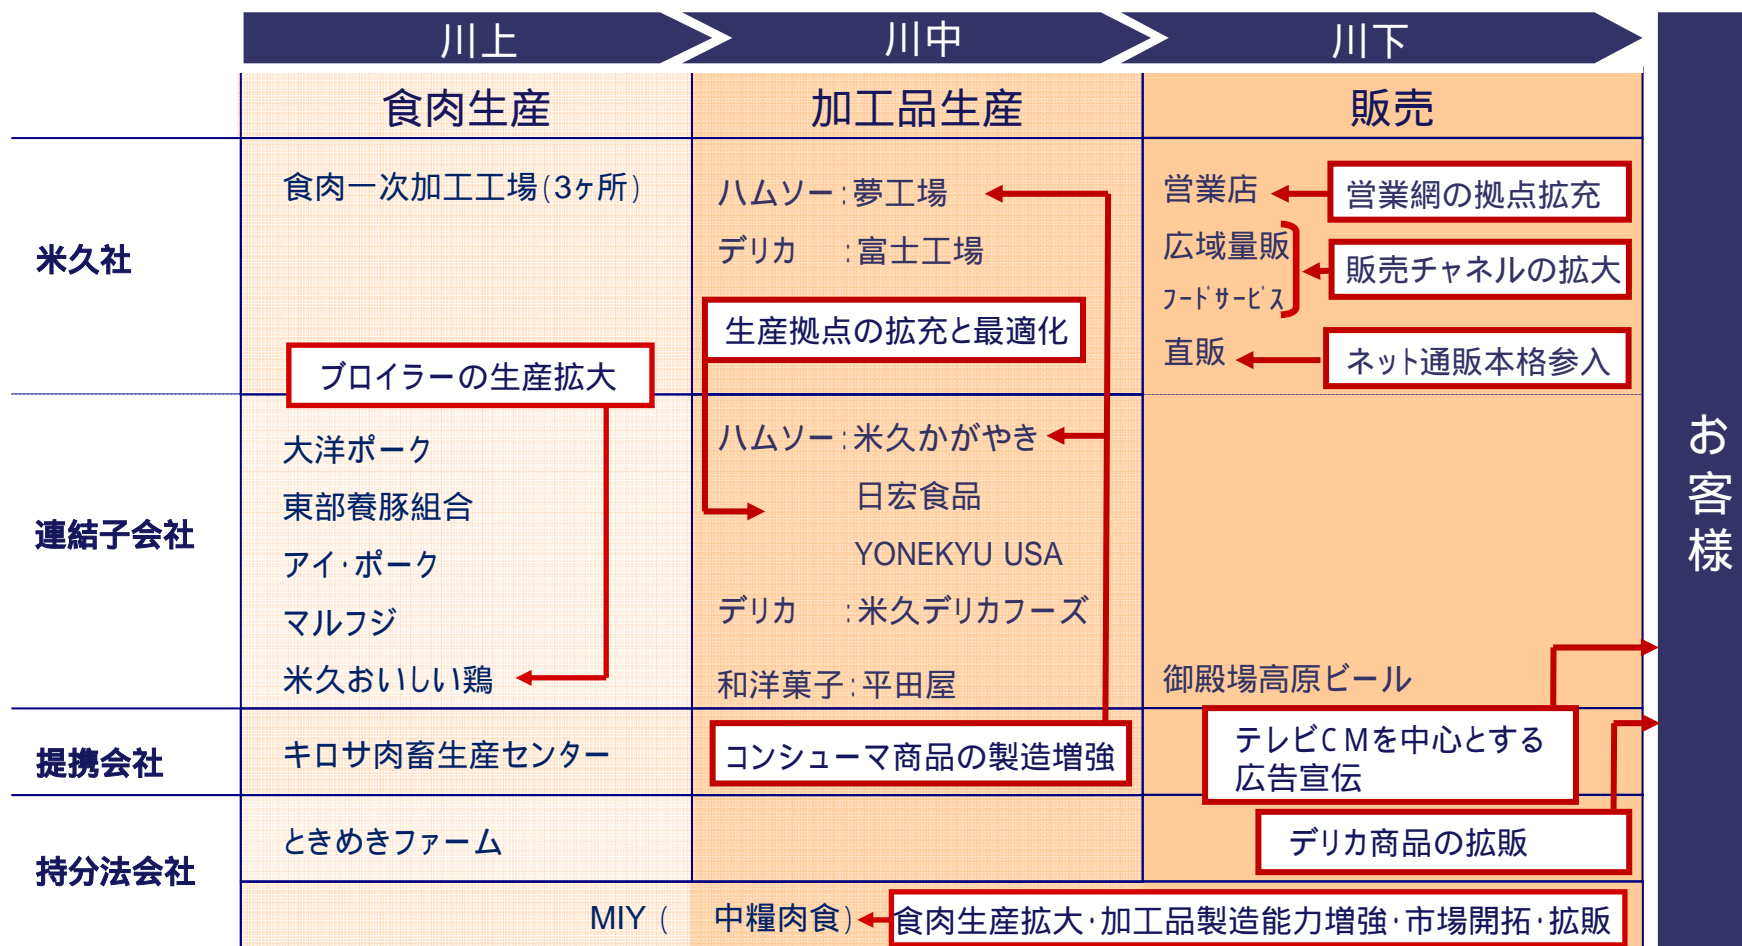 川上 川中 川下
食肉生産 加工品生産 販売
米久社
食肉一次加工工場(3ヶ所)
ハムソー:夢工場
デリカ :富士工場
生産拠点の拡充と最適化
営業店
営業網の拠点拡充
広域量販
フードサービス
販売チャネルの拡大
直販
ネット通販本格参入
ブロイラーの生産拡大
連結子会社
大洋ポーク
東部養豚組合
アイ・ポーク
マルフジ
米久おいしい鶏
ハムソー:米久かがやき
日宏食品
YONEKYU USA
デリカ :米久デリカフーズ
和洋菓子:平田屋
御殿場高原ビール
提携会社
キロサ肉畜生産センター
コンシューマ商品の製造増強
テレビCMを中心とする
広告宣伝
持分法会社
ときめきファーム
デリカ商品の拡販
MIY ( 中糧肉食)
食肉生産拡大・加工品製造能力増強・市場開拓・拡販
お客様